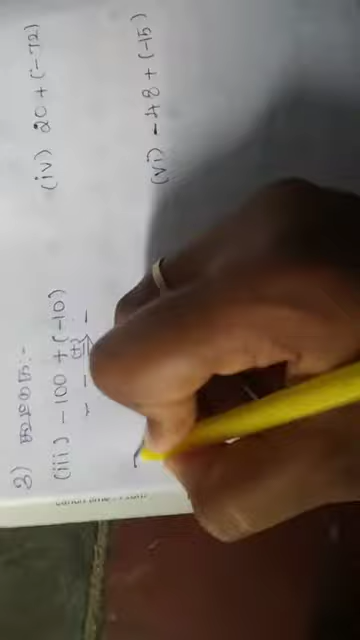 3) கூட்டுக:-
(iii) -100 + (-10)
(iv) 20 + (-72)
(vi) -48 + (-15)